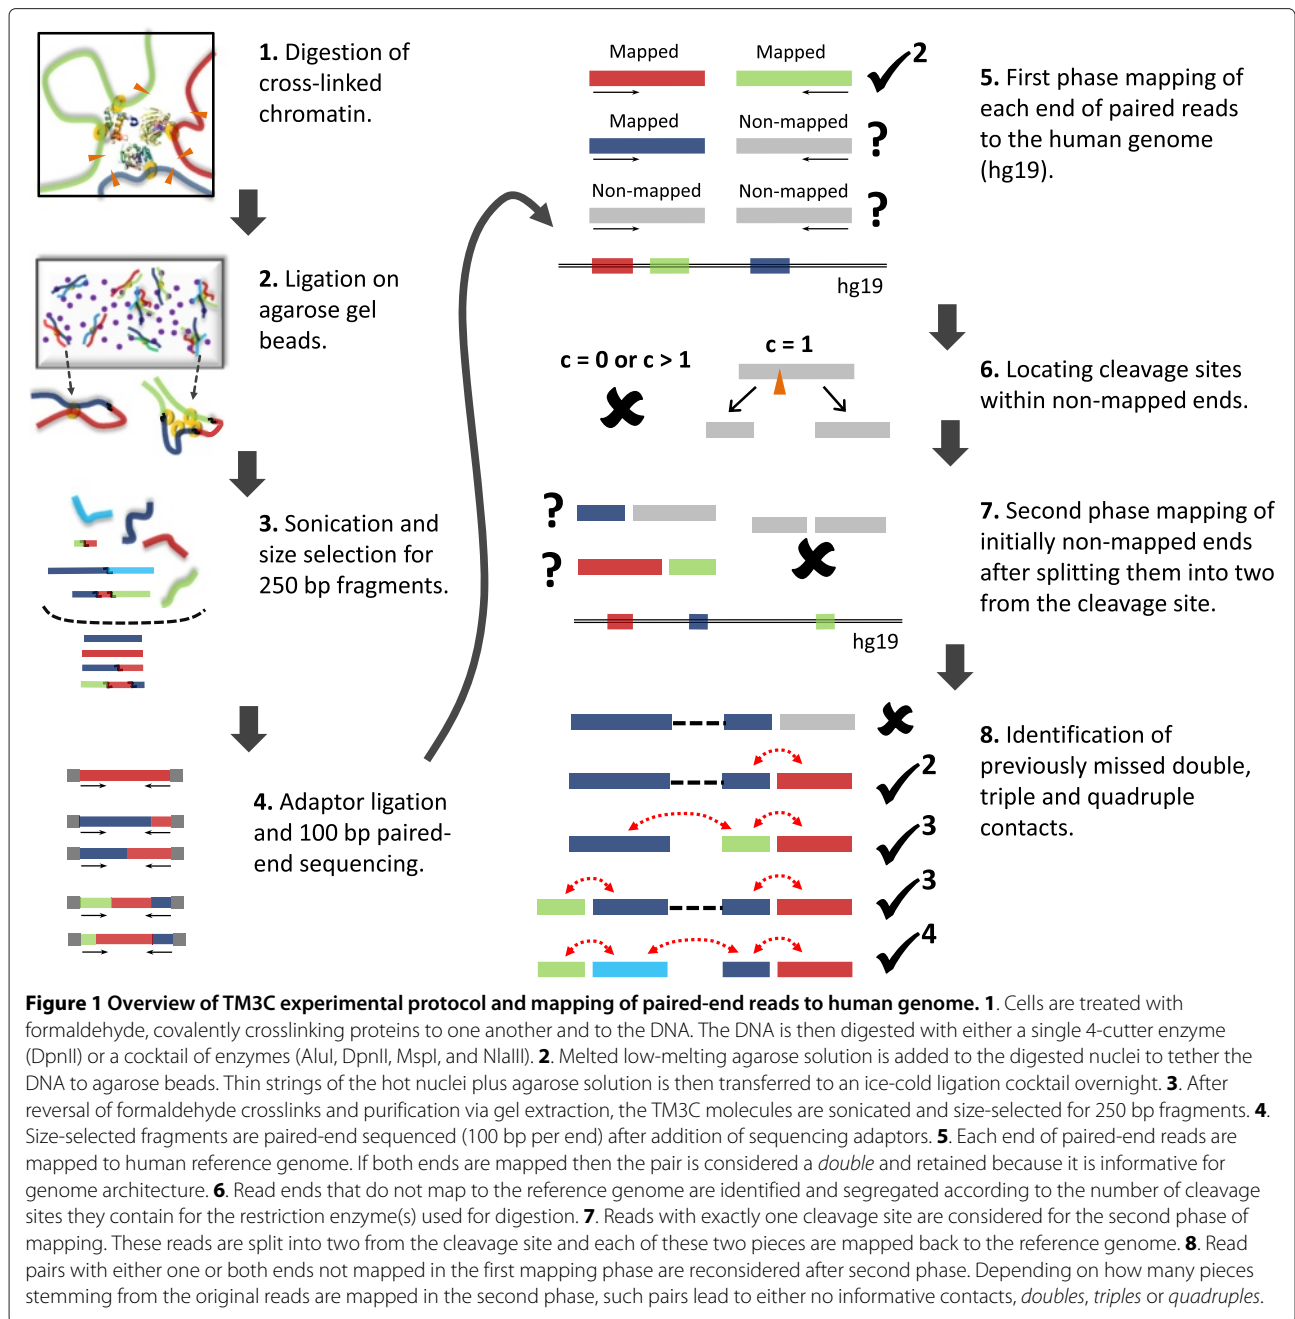 1. Digestion of
cross-linked
chromatin.
2. Ligation on
agarose gel
beads.
3. Sonication and
size selection for
250 bp fragments.
4. Adaptor ligation
and 100 bp paired-
end sequencing.
Mapped Mapped
2
Mapped Non-mapped
?
Non-mapped Non-mapped
?
hg19
5. First phase mapping of
each end of paired reads
to the human genome
(hg19).
c = 0 or c > 1
c = 1
6. Locating cleavage sites
within non-mapped ends.
?
?
hg19
7. Second phase mapping of
initially non-mapped ends
after splitting them into two
from the cleavage site.
2
3
3
4
8. Identification of
previously missed double,
triple and quadruple
contacts.
Figure 1 Overview of TM3C experimental protocol and mapping of paired-end reads to human genome. 1. Cells are treated with
formaldehyde, covalently crosslinking proteins to one another and to the DNA. The DNA is then digested with either a single 4-cutter enzyme
(DpnII) or a cocktail of enzymes (AluI, DpnII, MspI, and NlaIII). 2. Melted low-melting agarose solution is added to the digested nuclei to tether the
DNA to agarose beads. Thin strings of the hot nuclei plus agarose solution is then transferred to an ice-cold ligation cocktail overnight. 3. After
reversal of formaldehyde crosslinks and purification via gel extraction, the TM3C molecules are sonicated and size-selected for 250 bp fragments. 4.
Size-selected fragments are paired-end sequenced (100 bp per end) after addition of sequencing adaptors. 5. Each end of paired-end reads are
mapped to human reference genome. If both ends are mapped then the pair is considered a double and retained because it is informative for
genome architecture. 6. Read ends that do not map to the reference genome are identified and segregated according to the number of cleavage
sites they contain for the restriction enzyme(s) used for digestion. 7. Reads with exactly one cleavage site are considered for the second phase of
mapping. These reads are split into two from the cleavage site and each of these two pieces are mapped back to the reference genome. 8. Read
pairs with either one or both ends not mapped in the first mapping phase are reconsidered after second phase. Depending on how many pieces
stemming from the original reads are mapped in the second phase, such pairs lead to either no informative contacts, doubles, triples or quadruples.